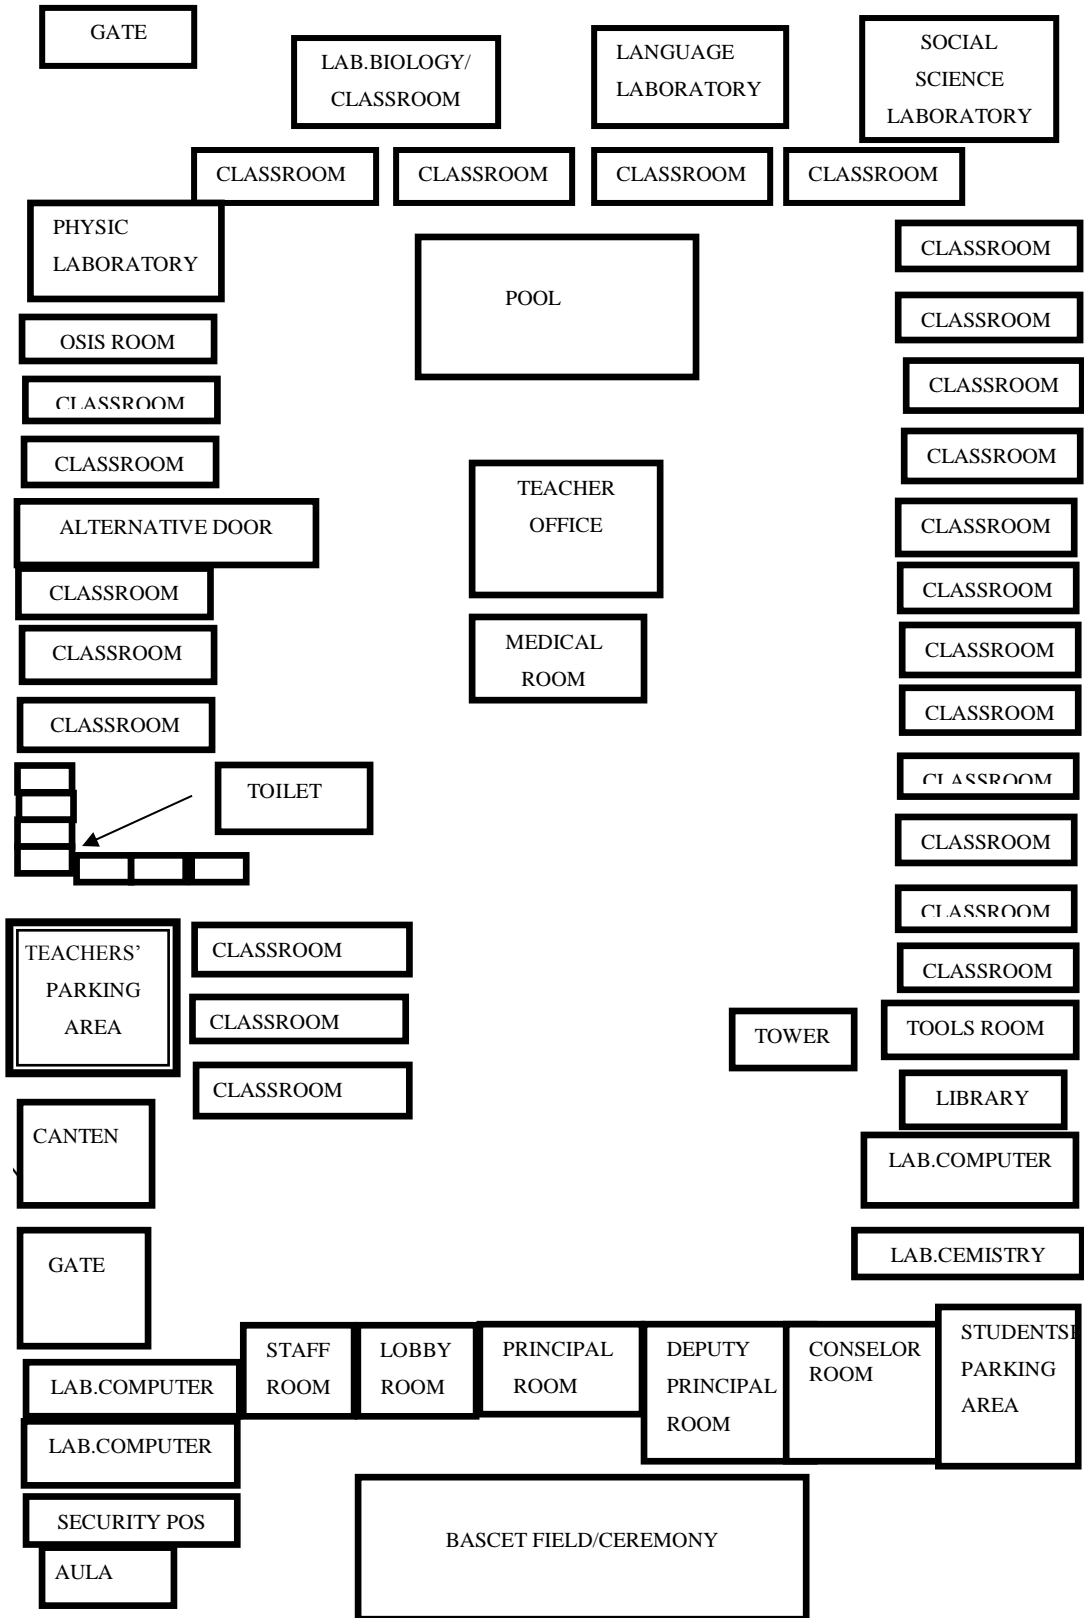 GATE
LAB.BIOLOGY/
CLASSROOM
LANGUAGE
LABORATORY
SOCIAL
SCIENCE
LABORATORY
CLASSROOM
CLASSROOM
CLASSROOM
CLASSROOM
PHYSIC
LABORATORY
OSIS ROOM
CLASSROOM
CLASSROOM
ALTERNATIVE DOOR
CLASSROOM
CLASSROOM
CLASSROOM
TOILET
POOL
TEACHER
OFFICE
MEDICAL
ROOM
CLASSROOM
CLASSROOM
CLASSROOM
CLASSROOM
CLASSROOM
CLASSROOM
CLASSROOM
CLASSROOM
CLASSROOM
CLASSROOM
CLASSROOM
CLASSROOM
TOOLS ROOM
LIBRARY
LAB.COMPUTER
LAB.CEMISTRY
TOWER
TEACHERS’
PARKING
AREA
CLASSROOM
CLASSROOM
CLASSROOM
CANTEN
GATE
LAB.COMPUTER
LAB.COMPUTER
SECURITY POS
AULA
STAFF
ROOM
LOBBY
ROOM
PRINCIPAL
ROOM
DEPUTY
PRINCIPAL
ROOM
CONSELOR
ROOM
STUDENTS
PARKING
AREA
BASCET FIELD/CEREMONY